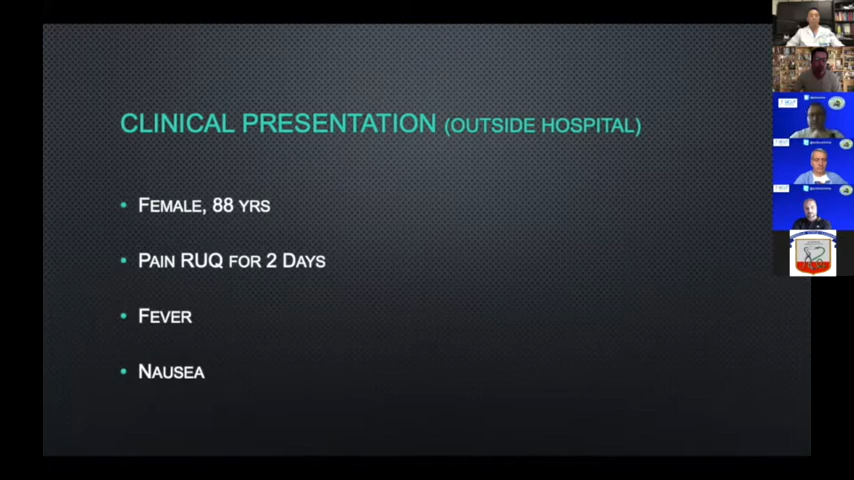 CLINICAL PRESENTATION (OUTSIDE HOSPITAL)
• FEMALE, 88 YRS
• PAIN RUQ FOR 2 DAYS
• FEVER
• NAUSEA